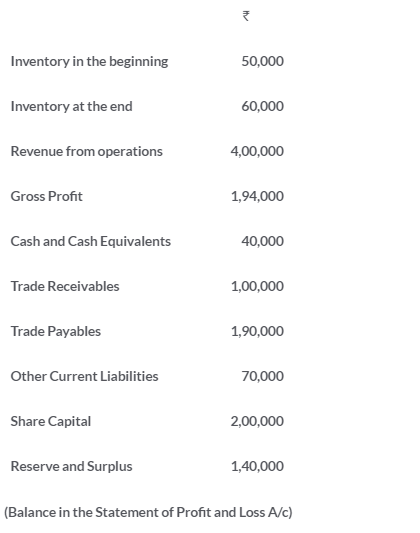 ₹
Inventory in the beginning 50,000
Inventory at the end 60,000
Revenue from operations 4,00,000
Gross Profit 1,94,000
Cash and Cash Equivalents 40,000
Trade Receivables 1,00,000
Trade Payables 1,90,000
Other Current Liabilities 70,000
Share Capital 2,00,000
Reserve and Surplus 1,40,000
(Balance in the Statement of Profit and Loss A/c)